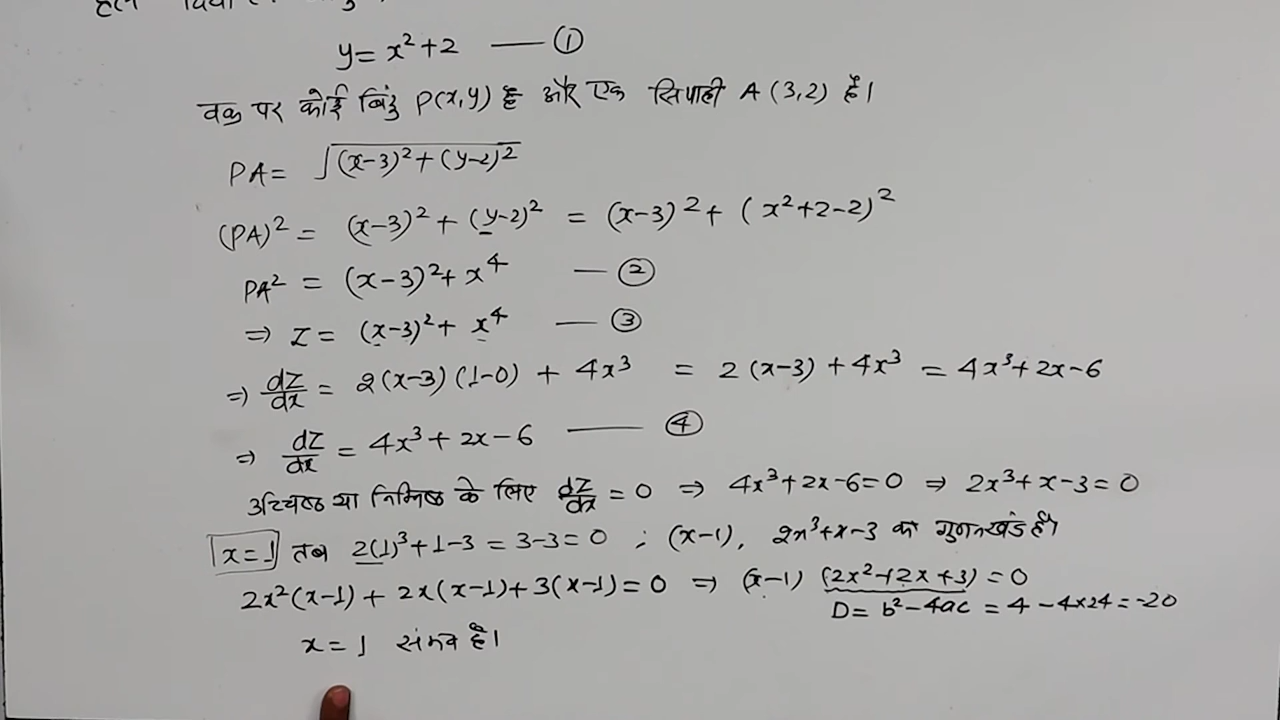 y = x²+2 —— ①
वक्र पर कोई बिंदु P(x,y) है और एक सिपाही A (3,2) है।
PA = √(x-3)²+(y-2)²
(PA)² = (x-3)²+(y-2)² = (x-3)²+ (x²+2-2)²
PA² = (x-3)²+x⁴ — ②
⇒ Z = (x-3)²+ x⁴ — ③
⇒ dZ/dx = 2(x-3)(1-0) + 4x³ = 2(x-3)+4x³ = 4x³+2x-6
⇒ dZ/dx = 4x³+2x-6 —— ④
उच्चिष्ठ या निम्निष्ठ के लिए dZ/dx = 0 ⇒ 4x³+2x-6=0 ⇒ 2x³+x-3=0
x=1 तब 2(1)³+1-3 = 3-3=0 ; (x-1), 2x³+x-3 का गुणनखंड है।
2x²(x-1)+ 2x(x-1)+3(x-1)=0 ⇒ (x-1) (2x²+2x+3)=0
D= b²-4ac = 4-4×24=-20
x=1 संभव है।